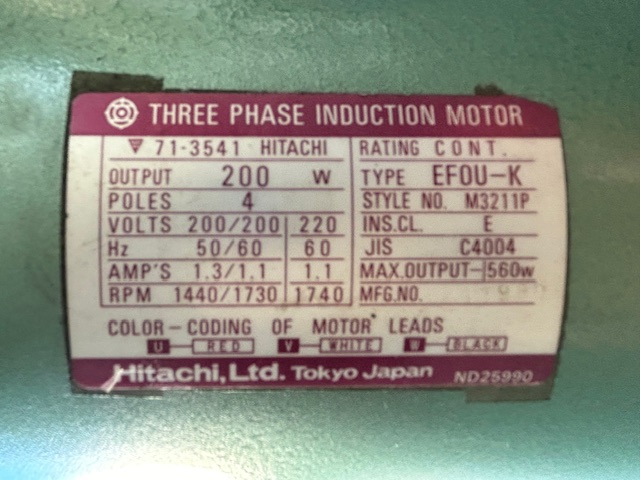 THREE PHASE INDUCTION MOTOR
71-3541 HITACHI
OUTPUT 200 W
POLES 4
VOLTS 200/200 220
Hz 50/60 60
AMP'S 1.3/1.1 1.1
RPM 1440/1730 1740
RATING CONT.
TYPE EFOU-K
STYLE NO. M3211P
INS.CL. E
JIS C4004
MAX.OUTPUT- 560w
MFG.NO.
COLOR-CODING OF MOTOR LEADS
U RED V WHITE W BLACK
Hitachi, Ltd. Tokyo Japan ND25990